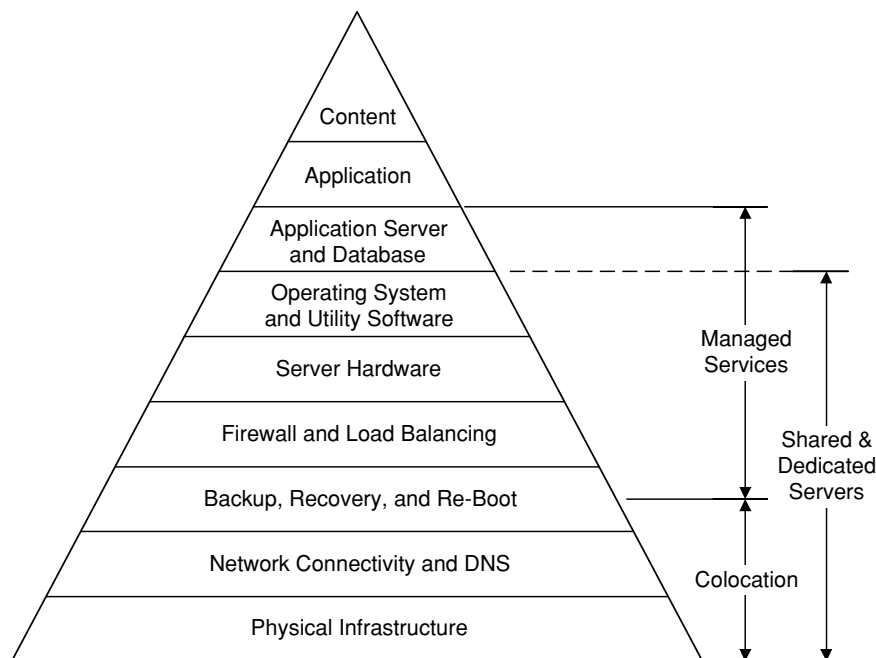 Content
Application
Application Server
and Database
Operating System
and Utility Software
Server Hardware
Firewall and Load Balancing
Backup, Recovery, and Re-Boot
Network Connectivity and DNS
Physical Infrastructure
Managed
Services
Shared &
Dedicated
Servers
Colocation